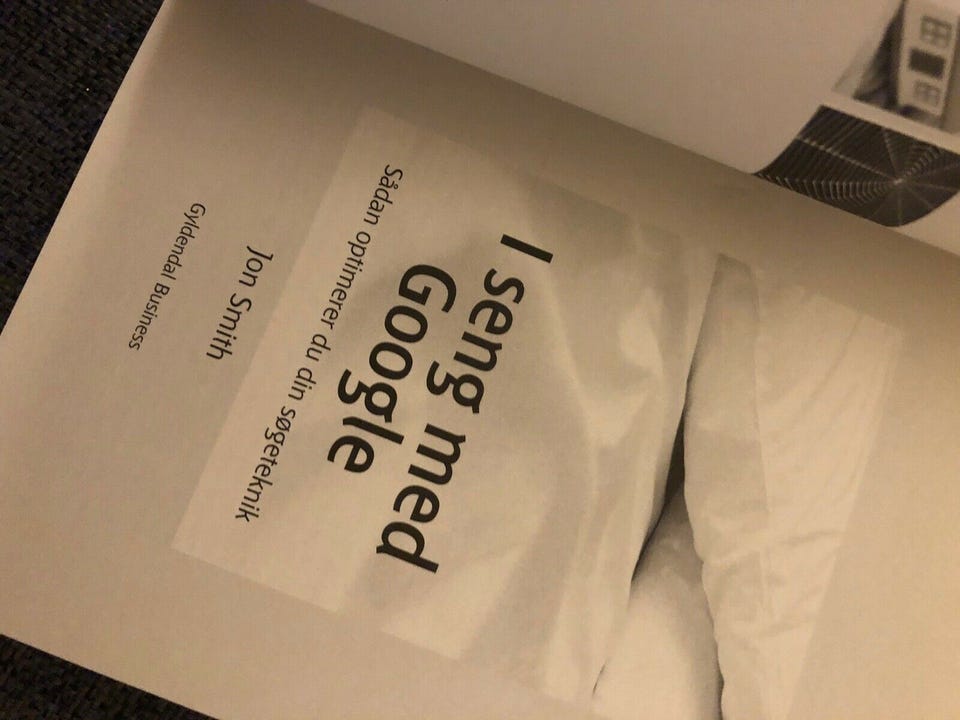 I seng med
Google
Sådan optimerer du din søgeteknik
Jon Smith
Gyldendal Business